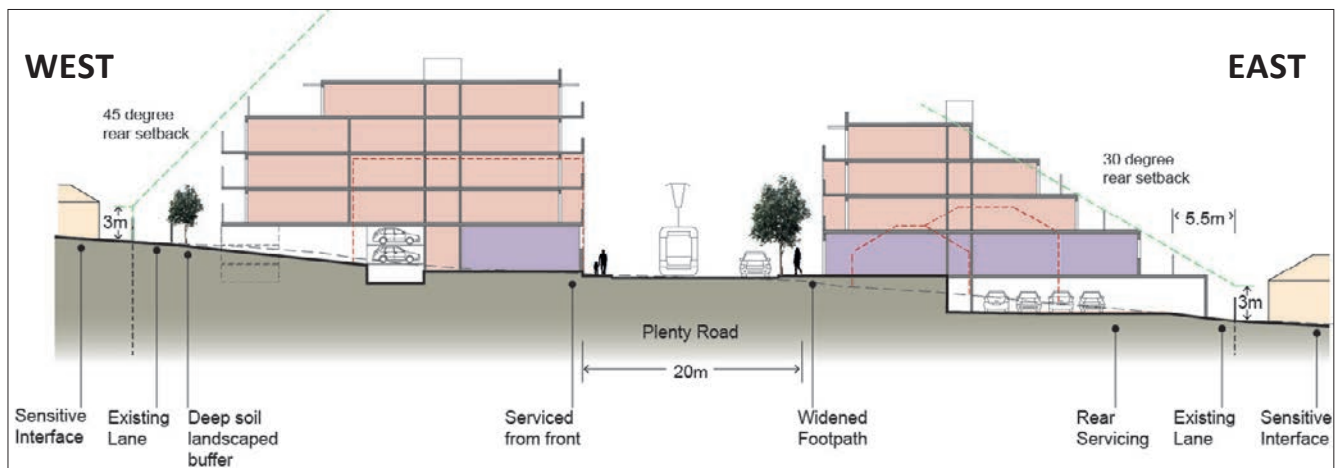 WEST
EAST
45 degree
rear setback
30 degree
rear setback
3m
5.5m
3m
Plenty Road
20m
Sensitive
Interface
Existing
Lane
Deep soil
landscaped
buffer
Serviced
from front
Widened
Footpath
Rear
Servicing
Existing
Lane
Sensitive
Interface